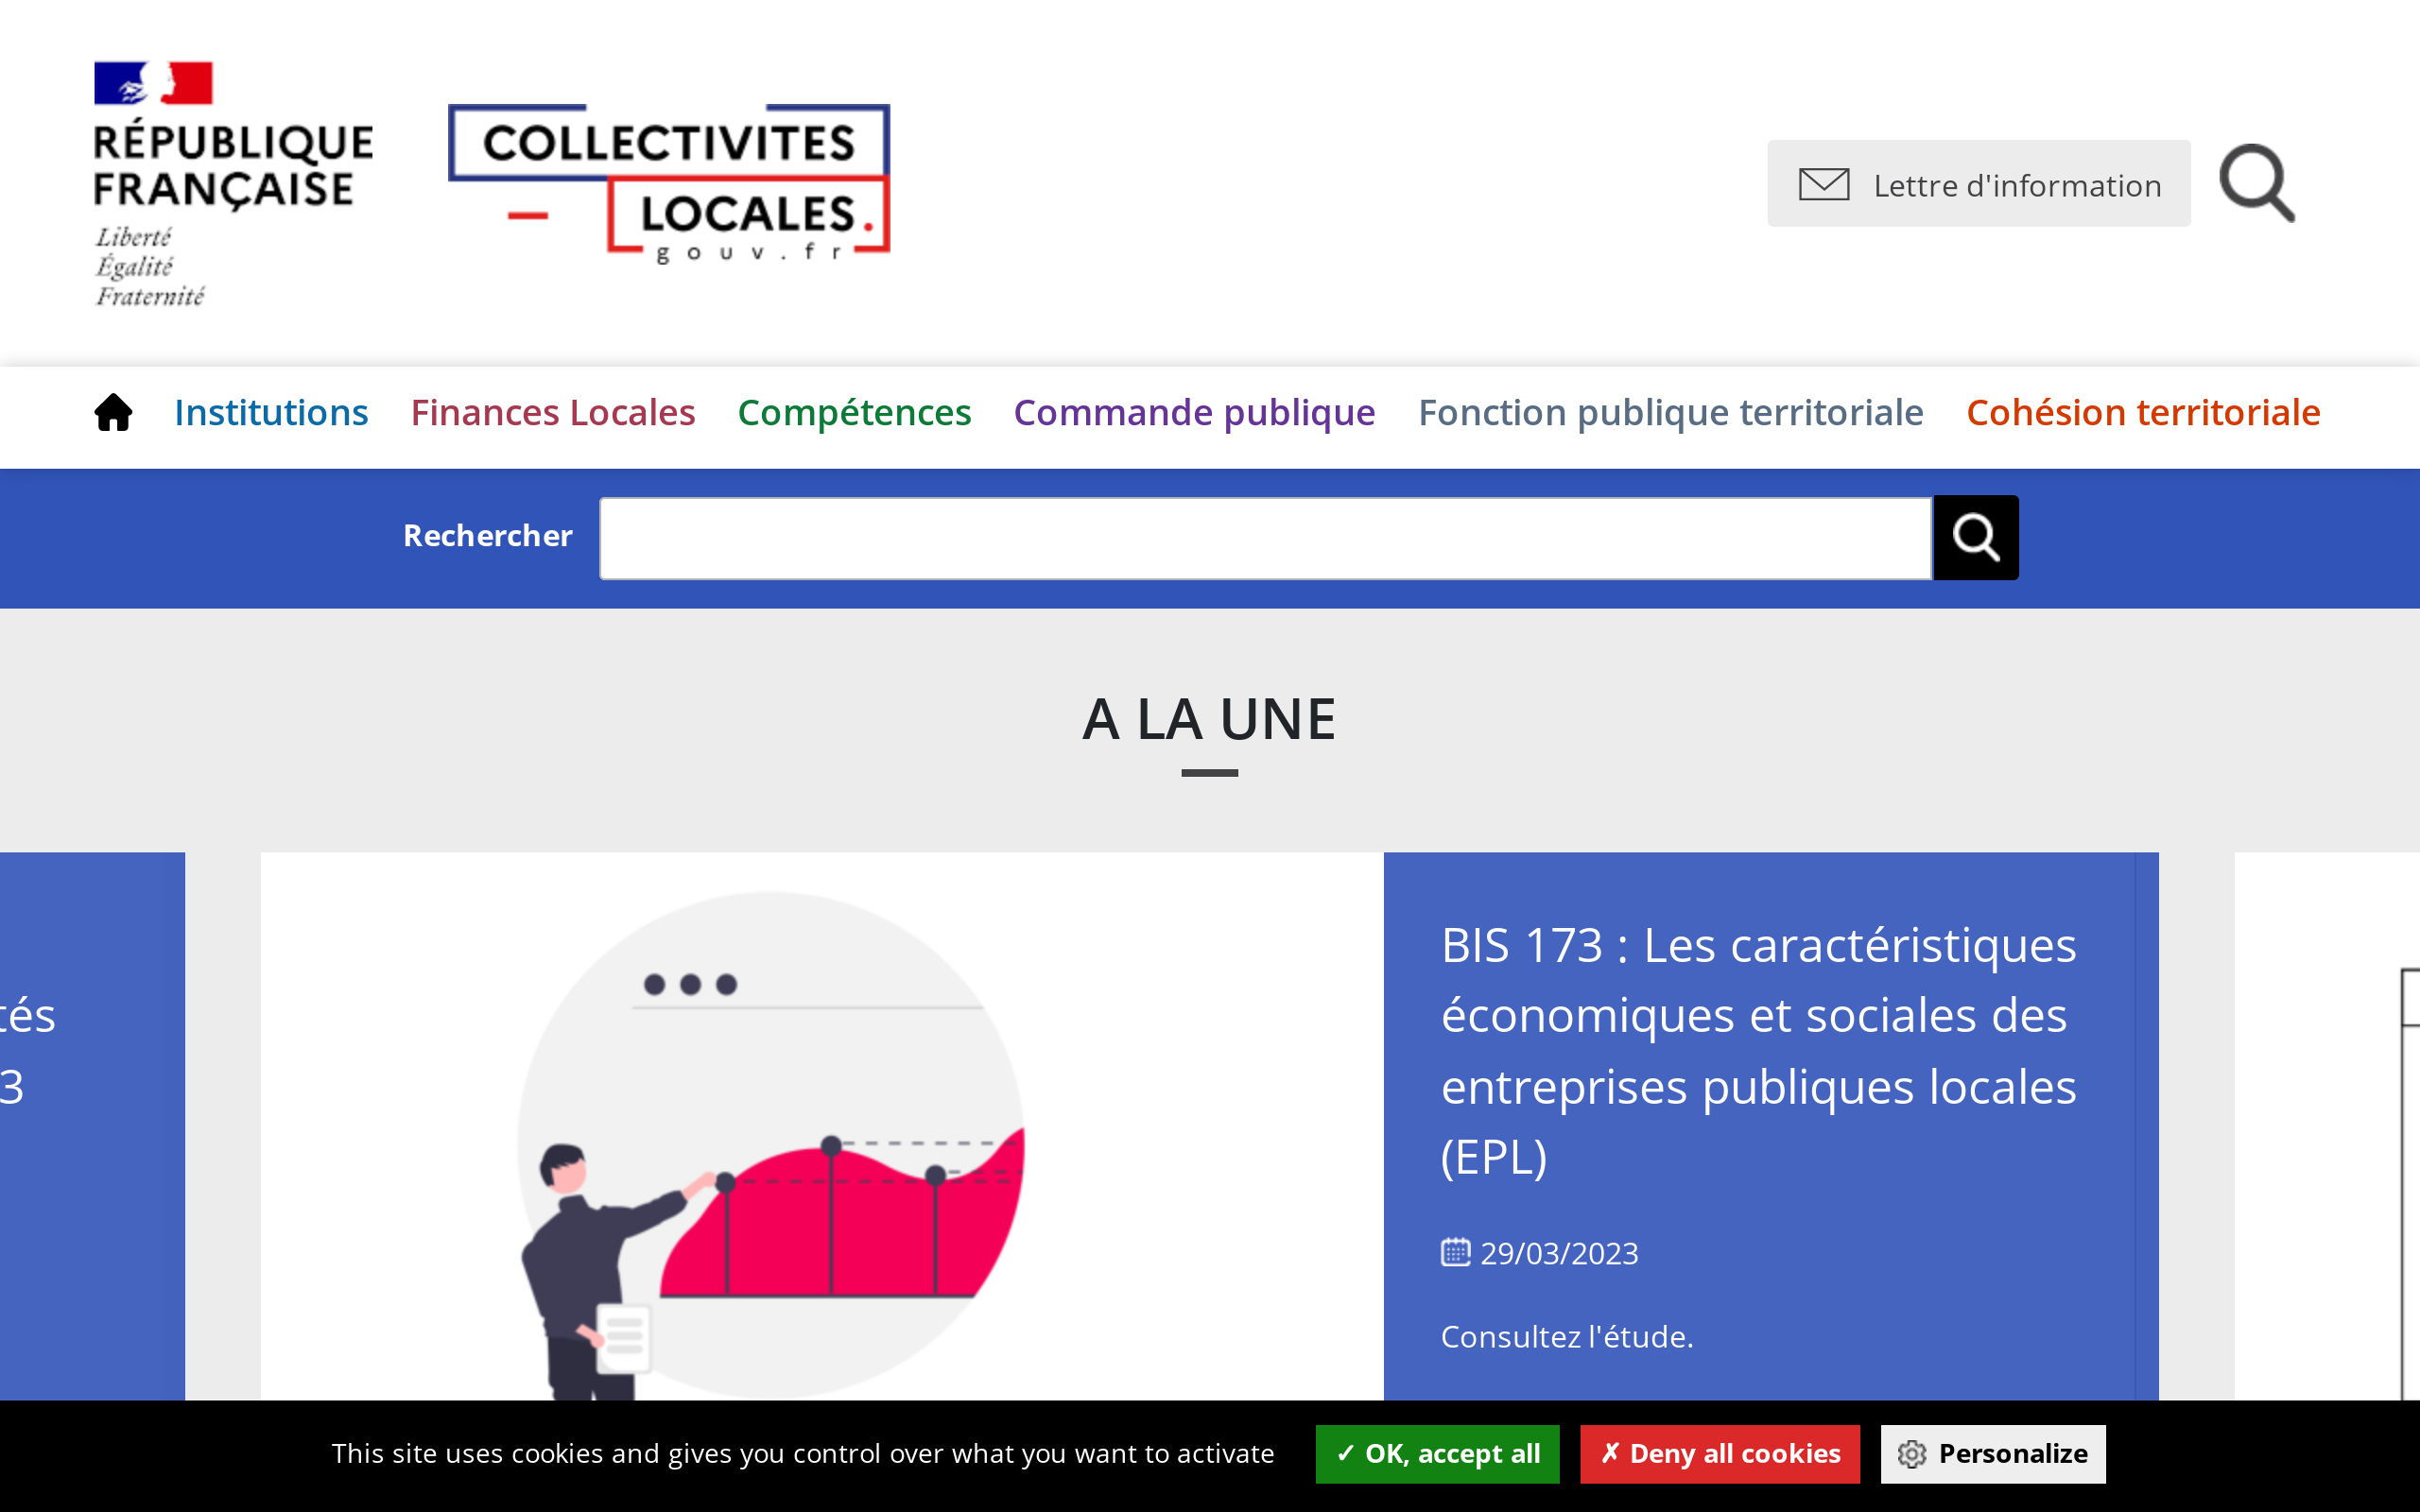 RÉPUBLIQUE
FRANÇAISE
Liberté
Égalité
Fraternité
COLLECTIVITES
LOCALES.
gouv.fr
Lettre d'information
Institutions Finances Locales Compétences Commande publique Fonction publique territoriale Cohésion territoriale
Rechercher
A LA UNE
BIS 173 : Les caractéristiques
économiques et sociales des
entreprises publiques locales
(EPL)
29/03/2023
Consultez l'étude.
This site uses cookies and gives you control over what you want to activate
✓ OK, accept all ✗ Deny all cookies Personalize